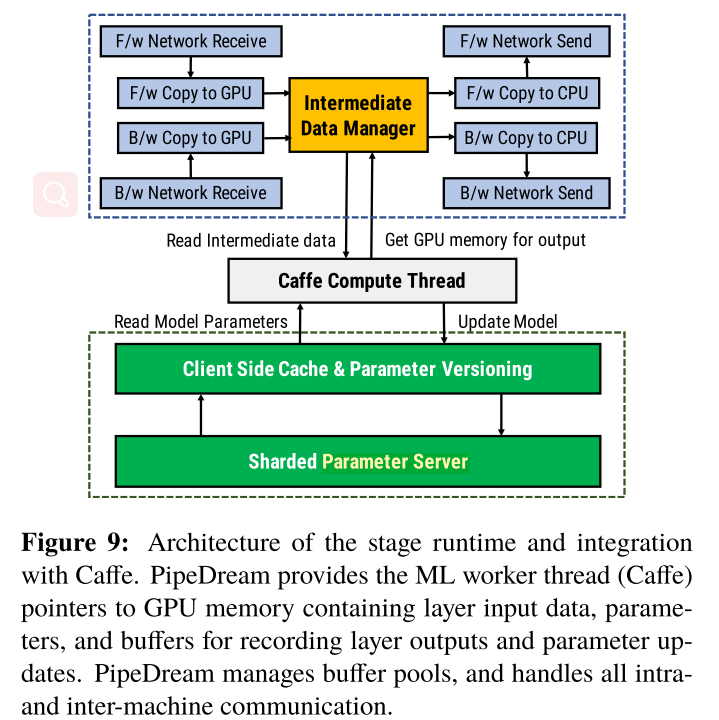 F/w Network Receive
F/w Network Send
F/w Copy to GPU
Intermediate
Data Manager
F/w Copy to CPU
B/w Copy to GPU
B/w Copy to CPU
B/w Network Receive
B/w Network Send
Read Intermediate data
Get GPU memory for output
Caffe Compute Thread
Read Model Parameters
Update Model
Client Side Cache & Parameter Versioning
Sharded Parameter Server
Figure 9: Architecture of the stage runtime and integration
with Caffe. PipeDream provides the ML worker thread (Caffe)
pointers to GPU memory containing layer input data, parame-
ters, and buffers for recording layer outputs and parameter up-
dates. PipeDream manages buffer pools, and handles all intra-
and inter-machine communication.